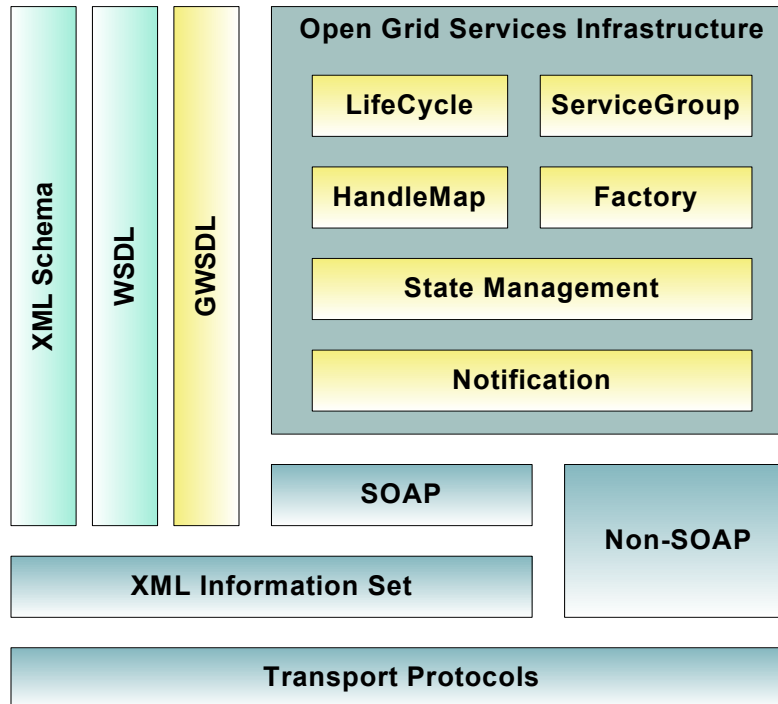 XML Schema
WSDL
GWSDL
Open Grid Services Infrastructure
LifeCycle
ServiceGroup
HandleMap
Factory
State Management
Notification
SOAP
Non-SOAP
XML Information Set
Transport Protocols